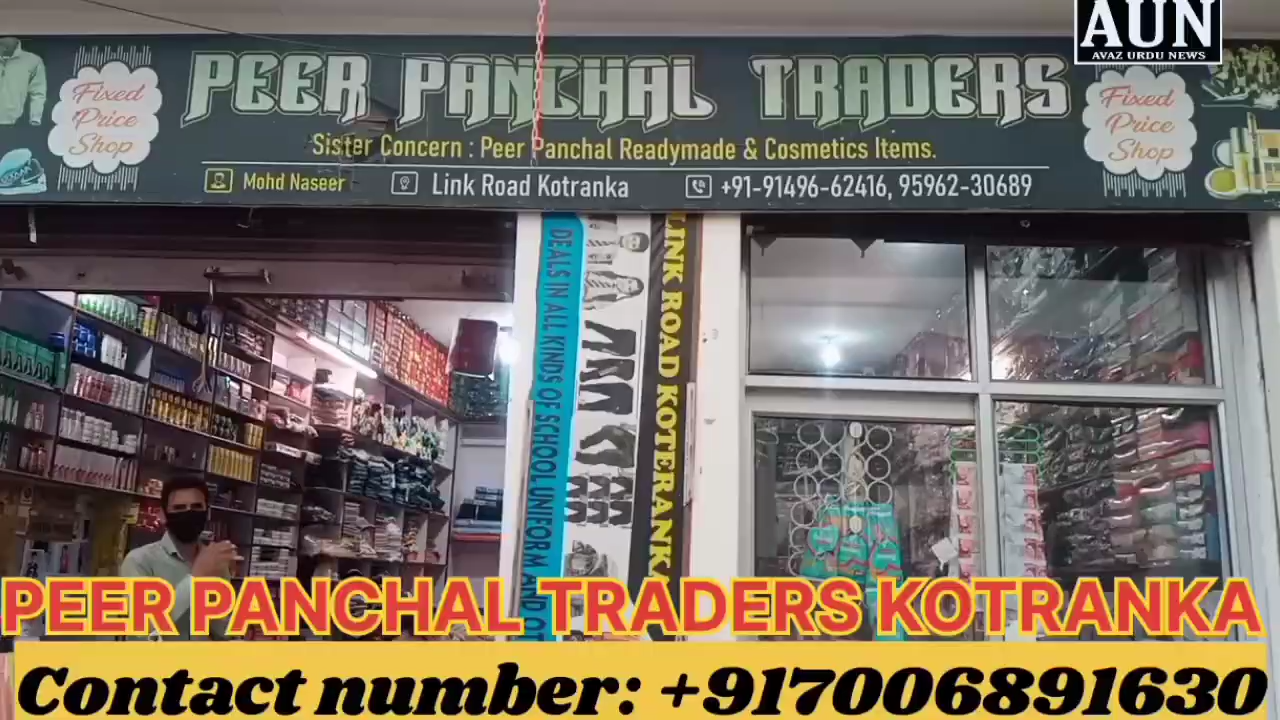 AUN
AVAZ URDU NEWS
Fixed
Price
Shop
PEER PANCHAL TRADERS
Fixed
Price
Shop
Sister Concern : Peer Panchal Readymade & Cosmetics Items.
Mohd Naseer
Link Road Kotranka
+91-91496-62416, 95962-30689
DEALS IN ALL KINDS OF SCHOOL UNIFORM AND OT
LINK ROAD KOTERANKA
PEER PANCHAL TRADERS KOTRANKA
Contact number: +917006891630